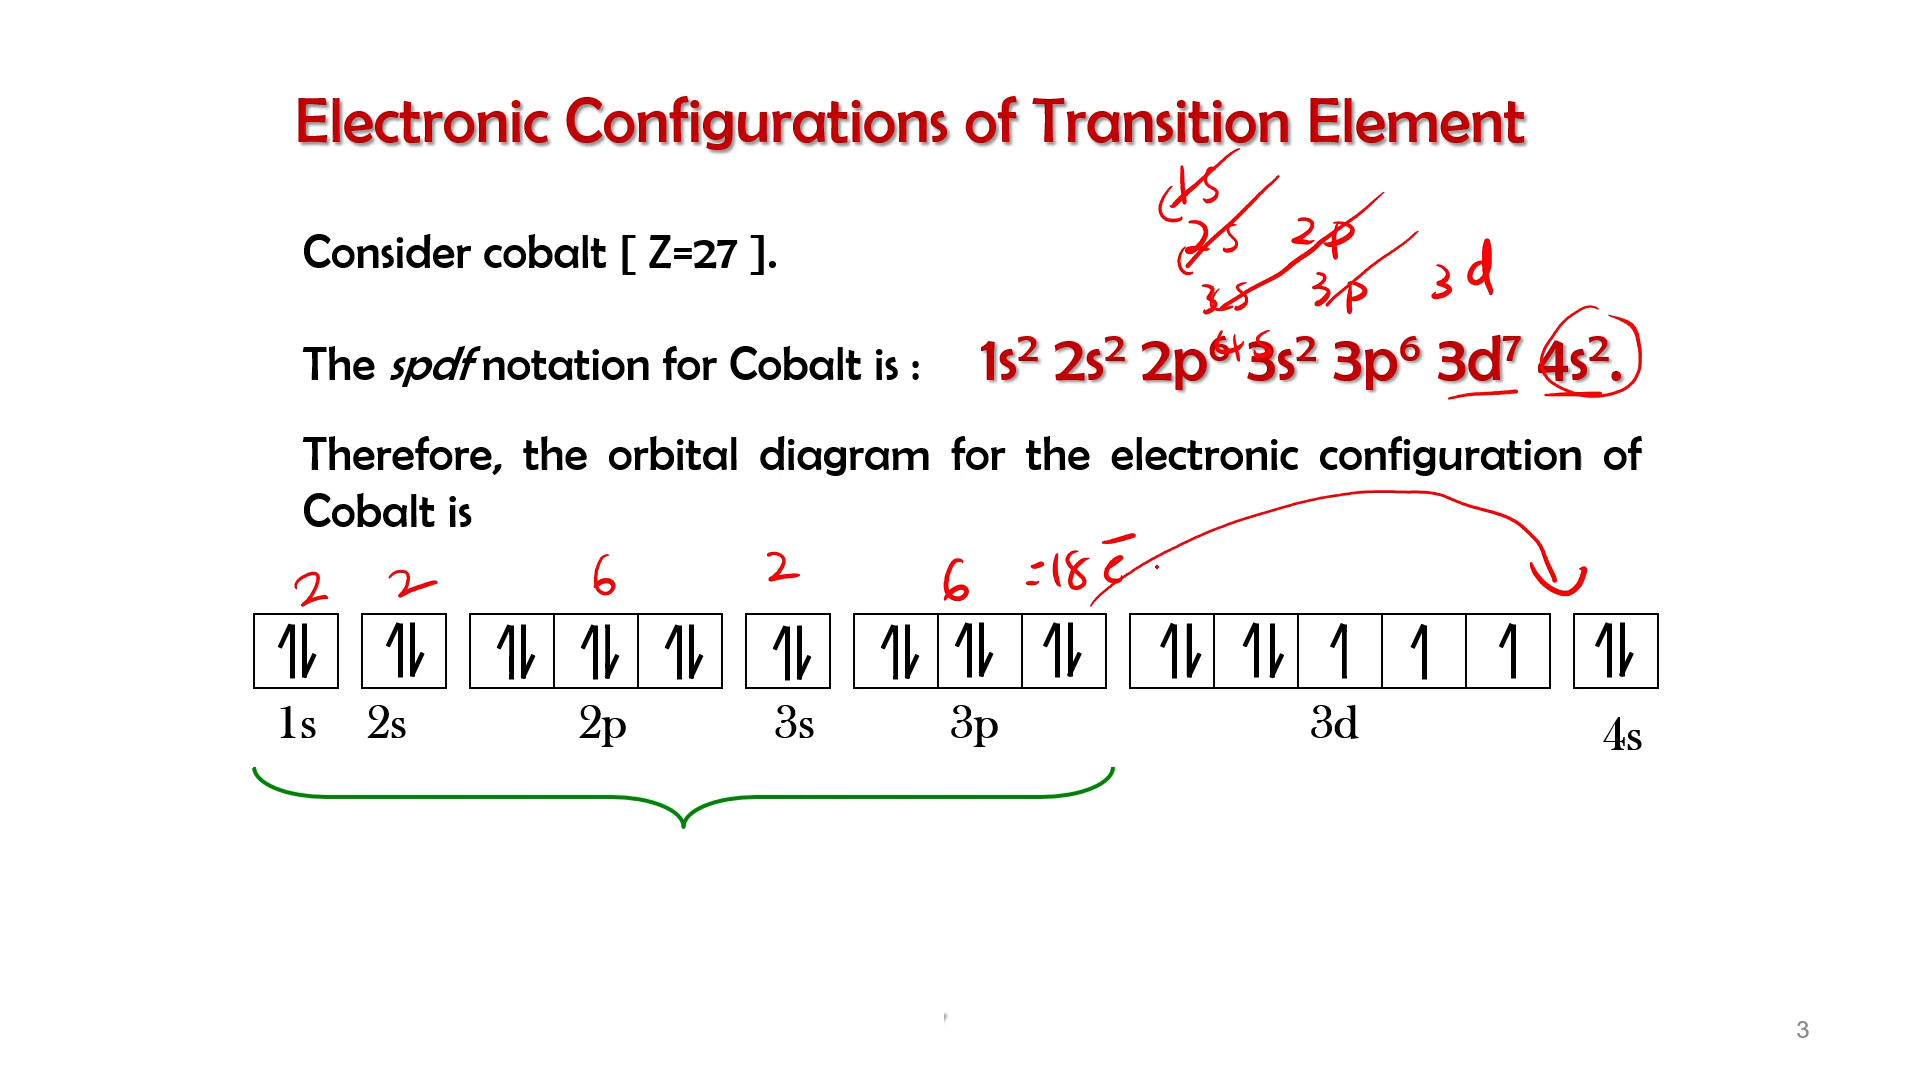 Electronic Configurations of Transition Element
1s
Consider cobalt [ Z=27 ].
2s 2p
3s 3p 3d
4s
The spdf notation for Cobalt is : 1s² 2s² 2p⁶ 3s² 3p⁶ 3d⁷ 4s².
Therefore, the orbital diagram for the electronic configuration of
Cobalt is
2 2 6 2 6 =18 e̅
1s 2s 2p 3s 3p 3d 4s
3